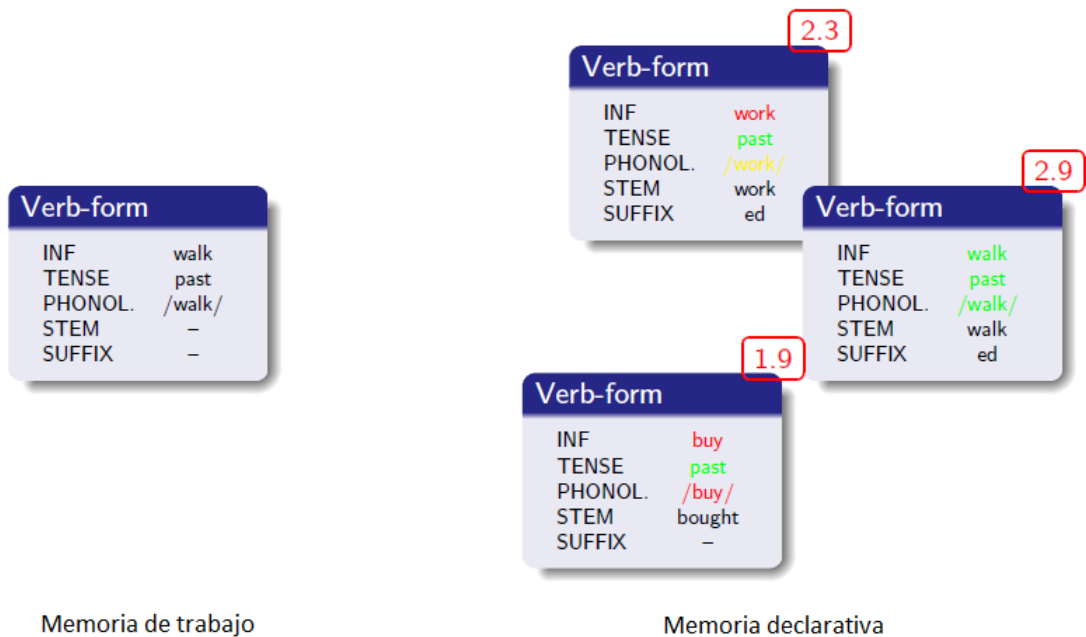 2.3
Verb-form
INF work
TENSE past
PHONOL. /work/
STEM work
SUFFIX ed
2.9
Verb-form
INF walk
TENSE past
PHONOL. /walk/
STEM –
SUFFIX –
Verb-form
INF walk
TENSE past
PHONOL. /walk/
STEM walk
SUFFIX ed
1.9
Verb-form
INF buy
TENSE past
PHONOL. /buy/
STEM bought
SUFFIX –
Memoria de trabajo
Memoria declarativa